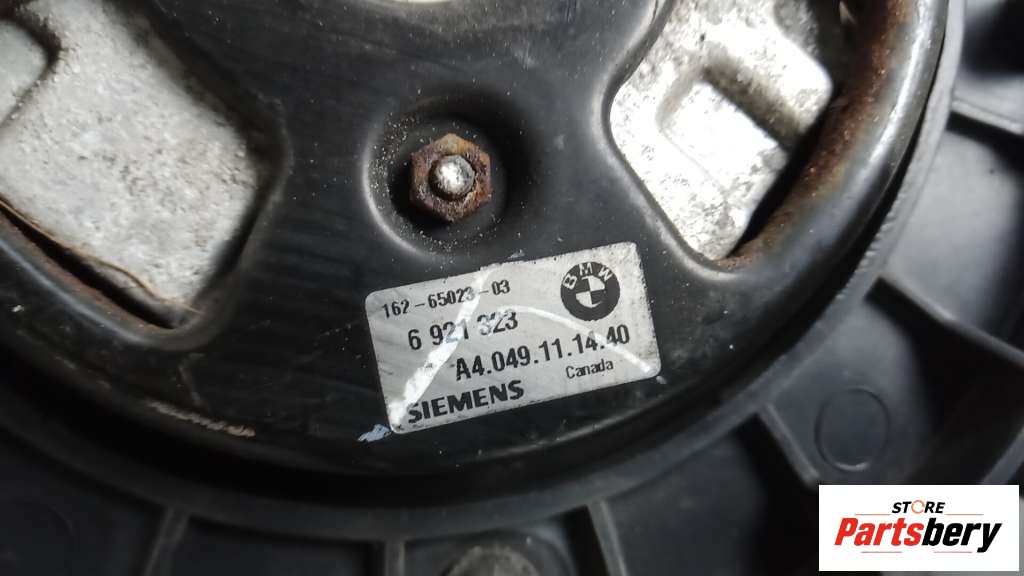 162-65023-03
BMW
6 921 323
A4.049.11.14.40
SIEMENS
Canada
STORE
Partsbery